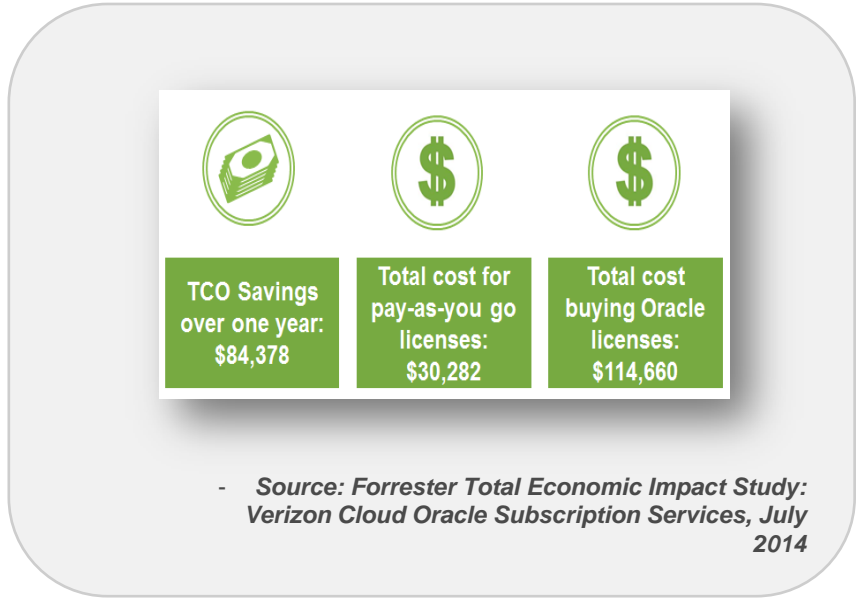 TCO Savings
over one year:
$84,378
Total cost for
pay-as-you go
licenses:
$30,282
Total cost
buying Oracle
licenses:
$114,660
- Source: Forrester Total Economic Impact Study:
Verizon Cloud Oracle Subscription Services, July
2014